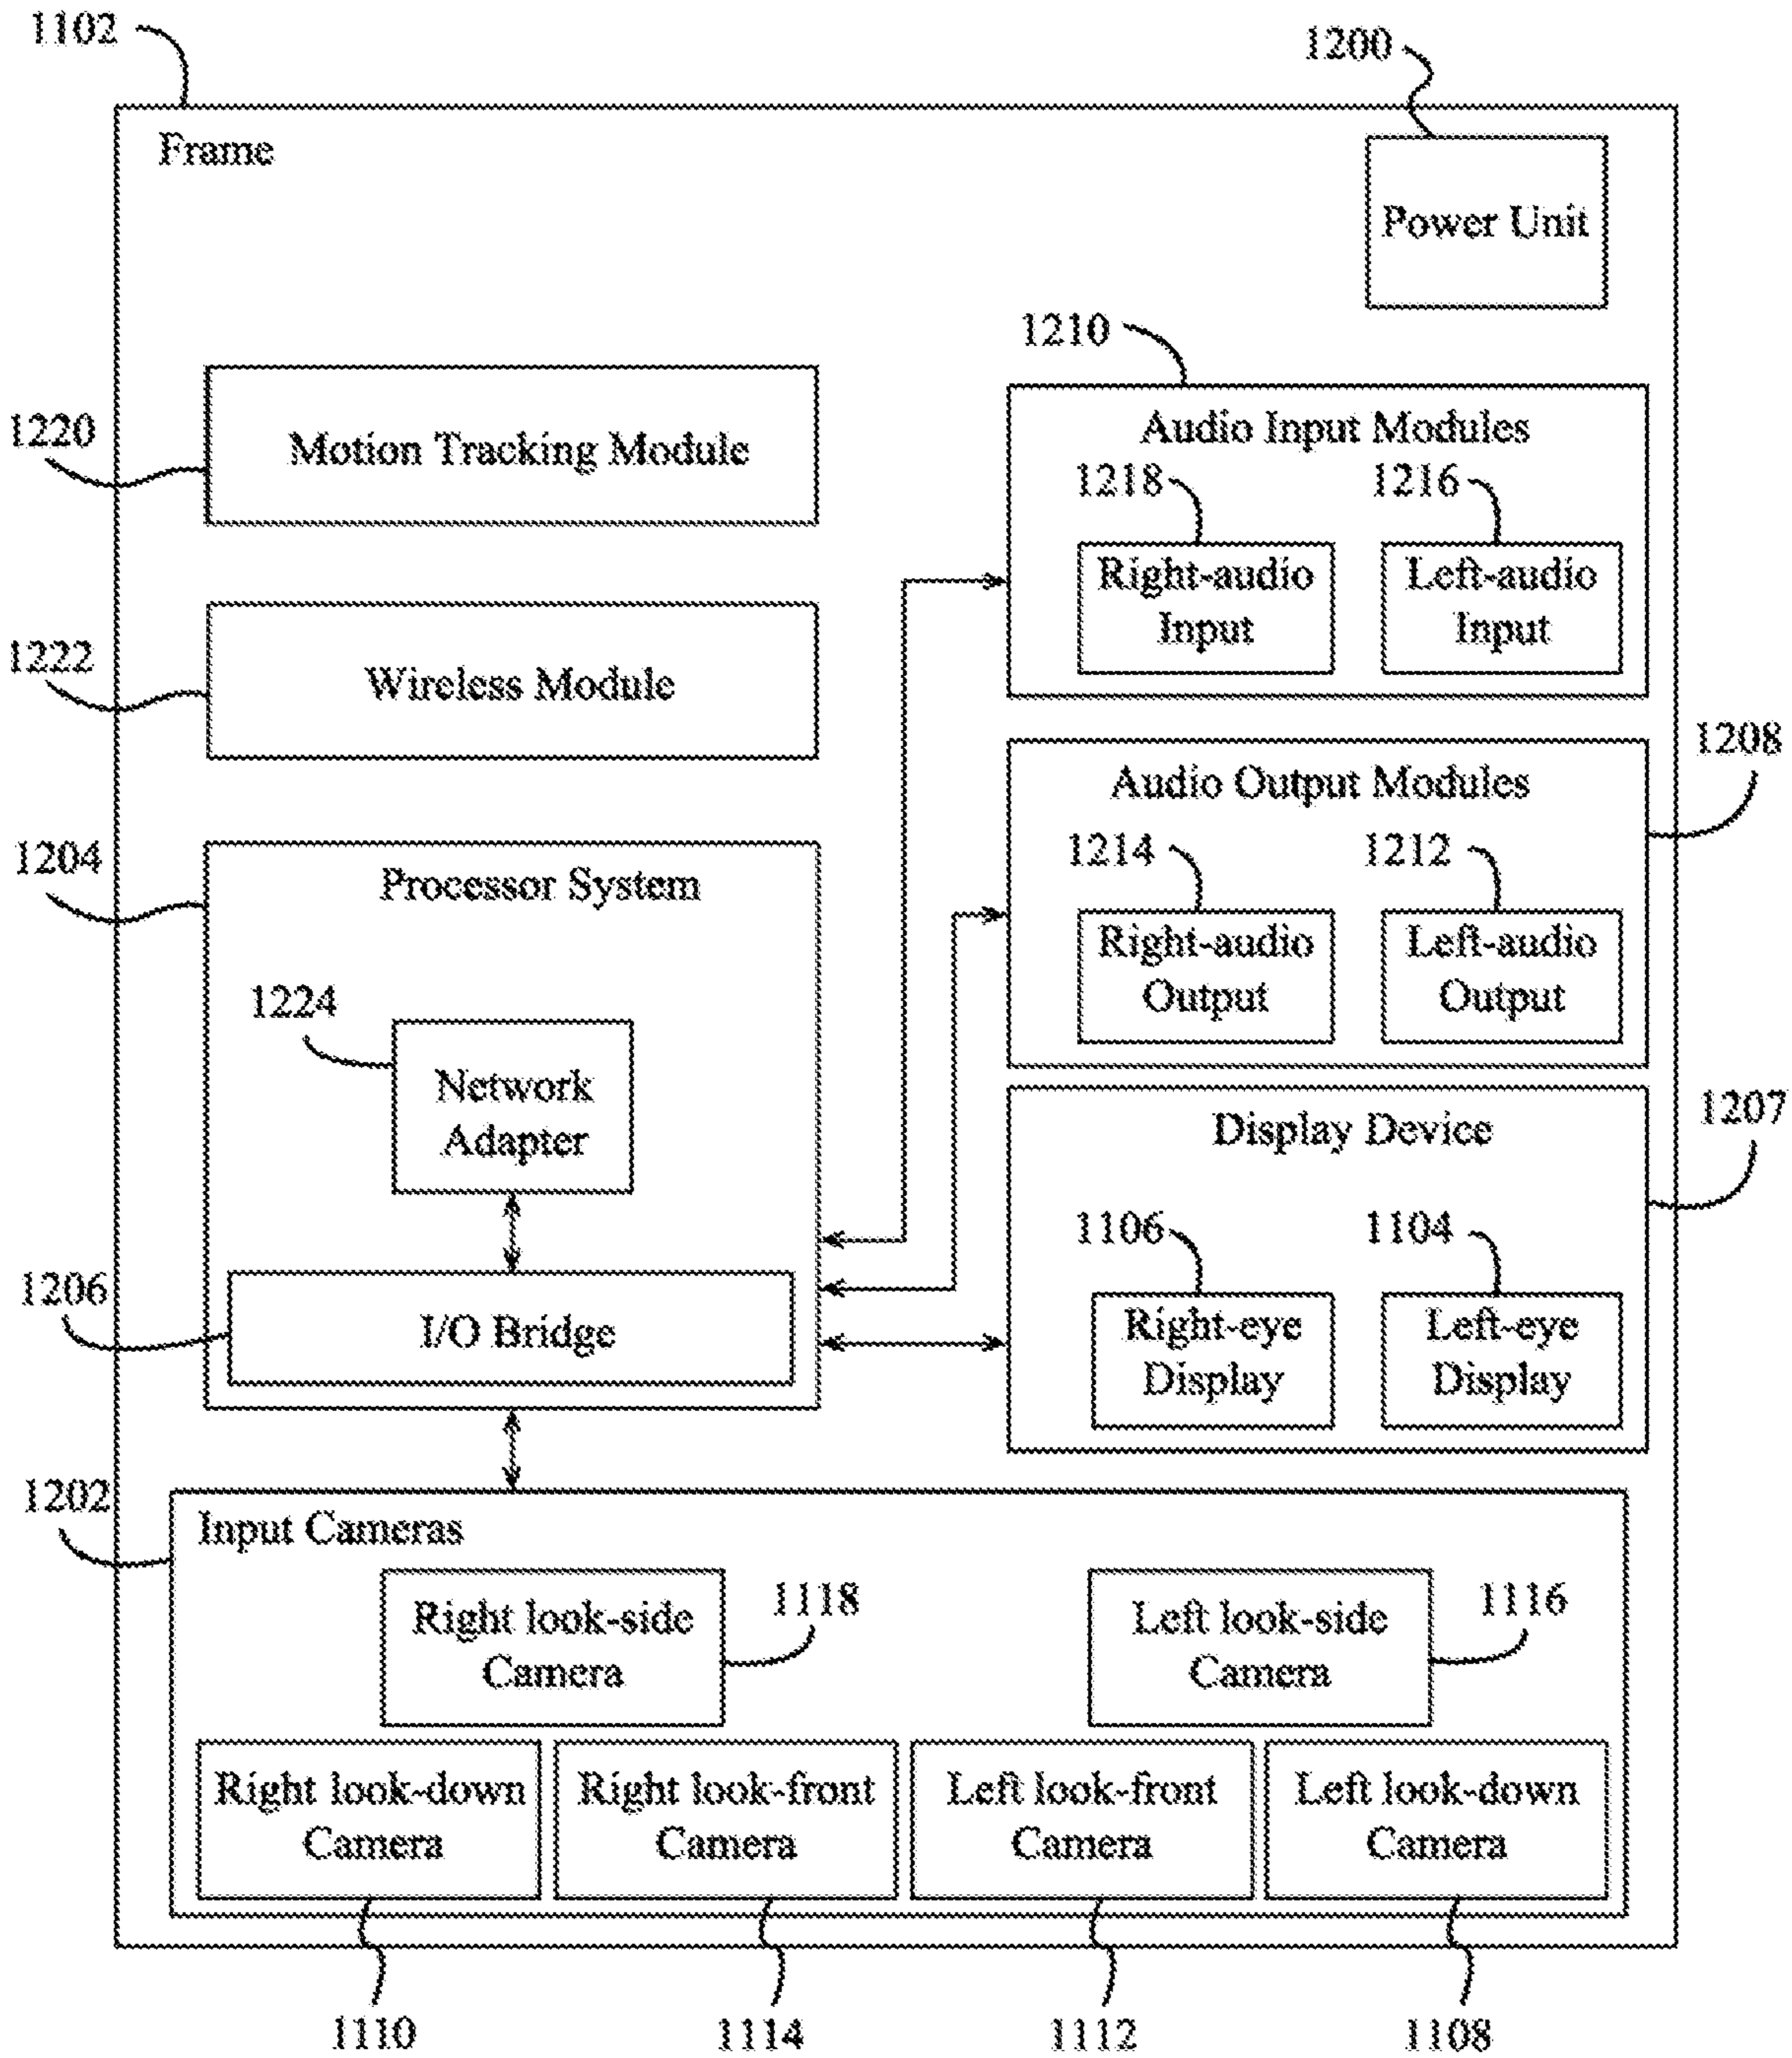 1102
1200
Frame
Power Unit
1210
1220
Motion Tracking Module
Audio Input Modules
1218
1216
Right-audio
Input
Left-audio
Input
1222
Wireless Module
1208
Audio Output Modules
1214
1212
Right-audio
Output
Left-audio
Output
1204
Processor System
1224
Network
Adapter
1207
Display Device
1106
1104
Right-eye
Display
Left-eye
Display
1206
I/O Bridge
1202
Input Cameras
Right look-side
Camera
1118
Left look-side
Camera
1116
Right look-down
Camera
Right look-front
Camera
Left look-front
Camera
Left look-down
Camera
1110
1114
1112
1108